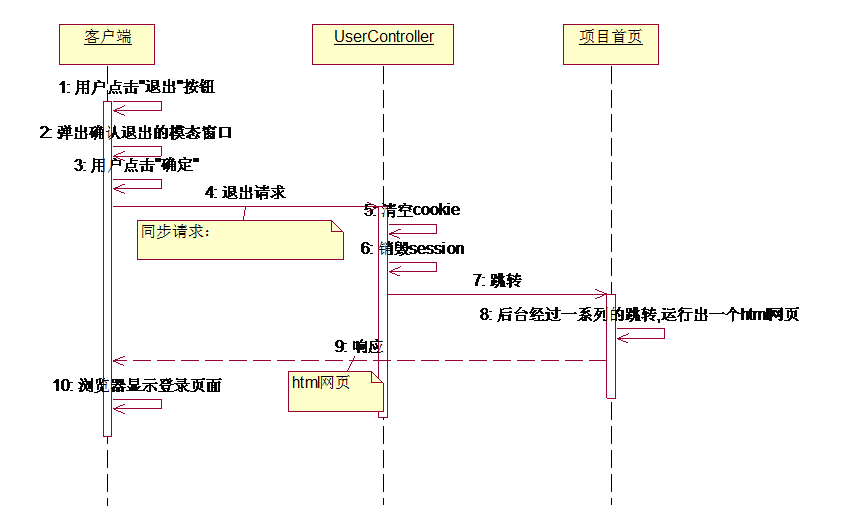 客户端
UserController
项目首页
1: 用户点击"退出"按钮
2: 弹出确认退出的模态窗口
3: 用户点击"确定"
4: 退出请求
同步请求：
5: 清空cookie
6: 销毁session
7: 跳转
8: 后台经过一系列的跳转,运行出一个html网页
9: 响应
html网页
10: 浏览器显示登录页面